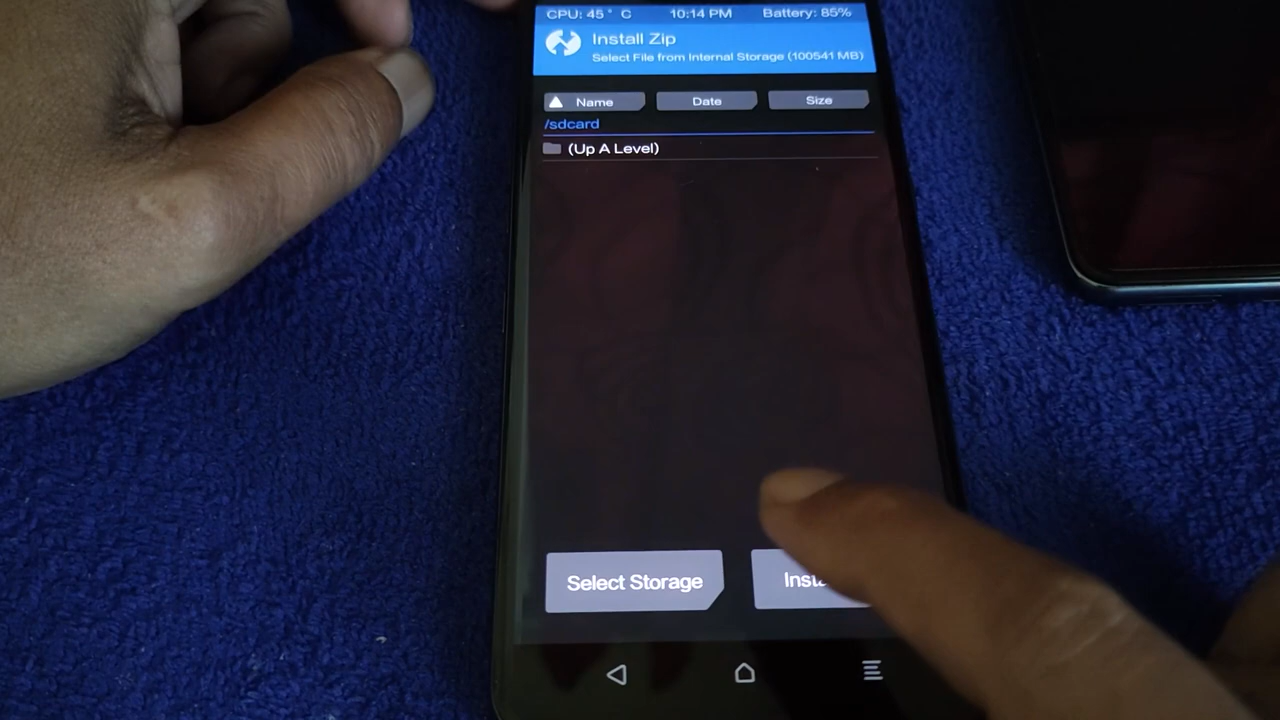 CPU: 45° C 10:14 PM Battery: 85%
Install Zip
Select File from Internal Storage (100541 MB)
Name Date Size
/sdcard
(Up A Level)
Select Storage